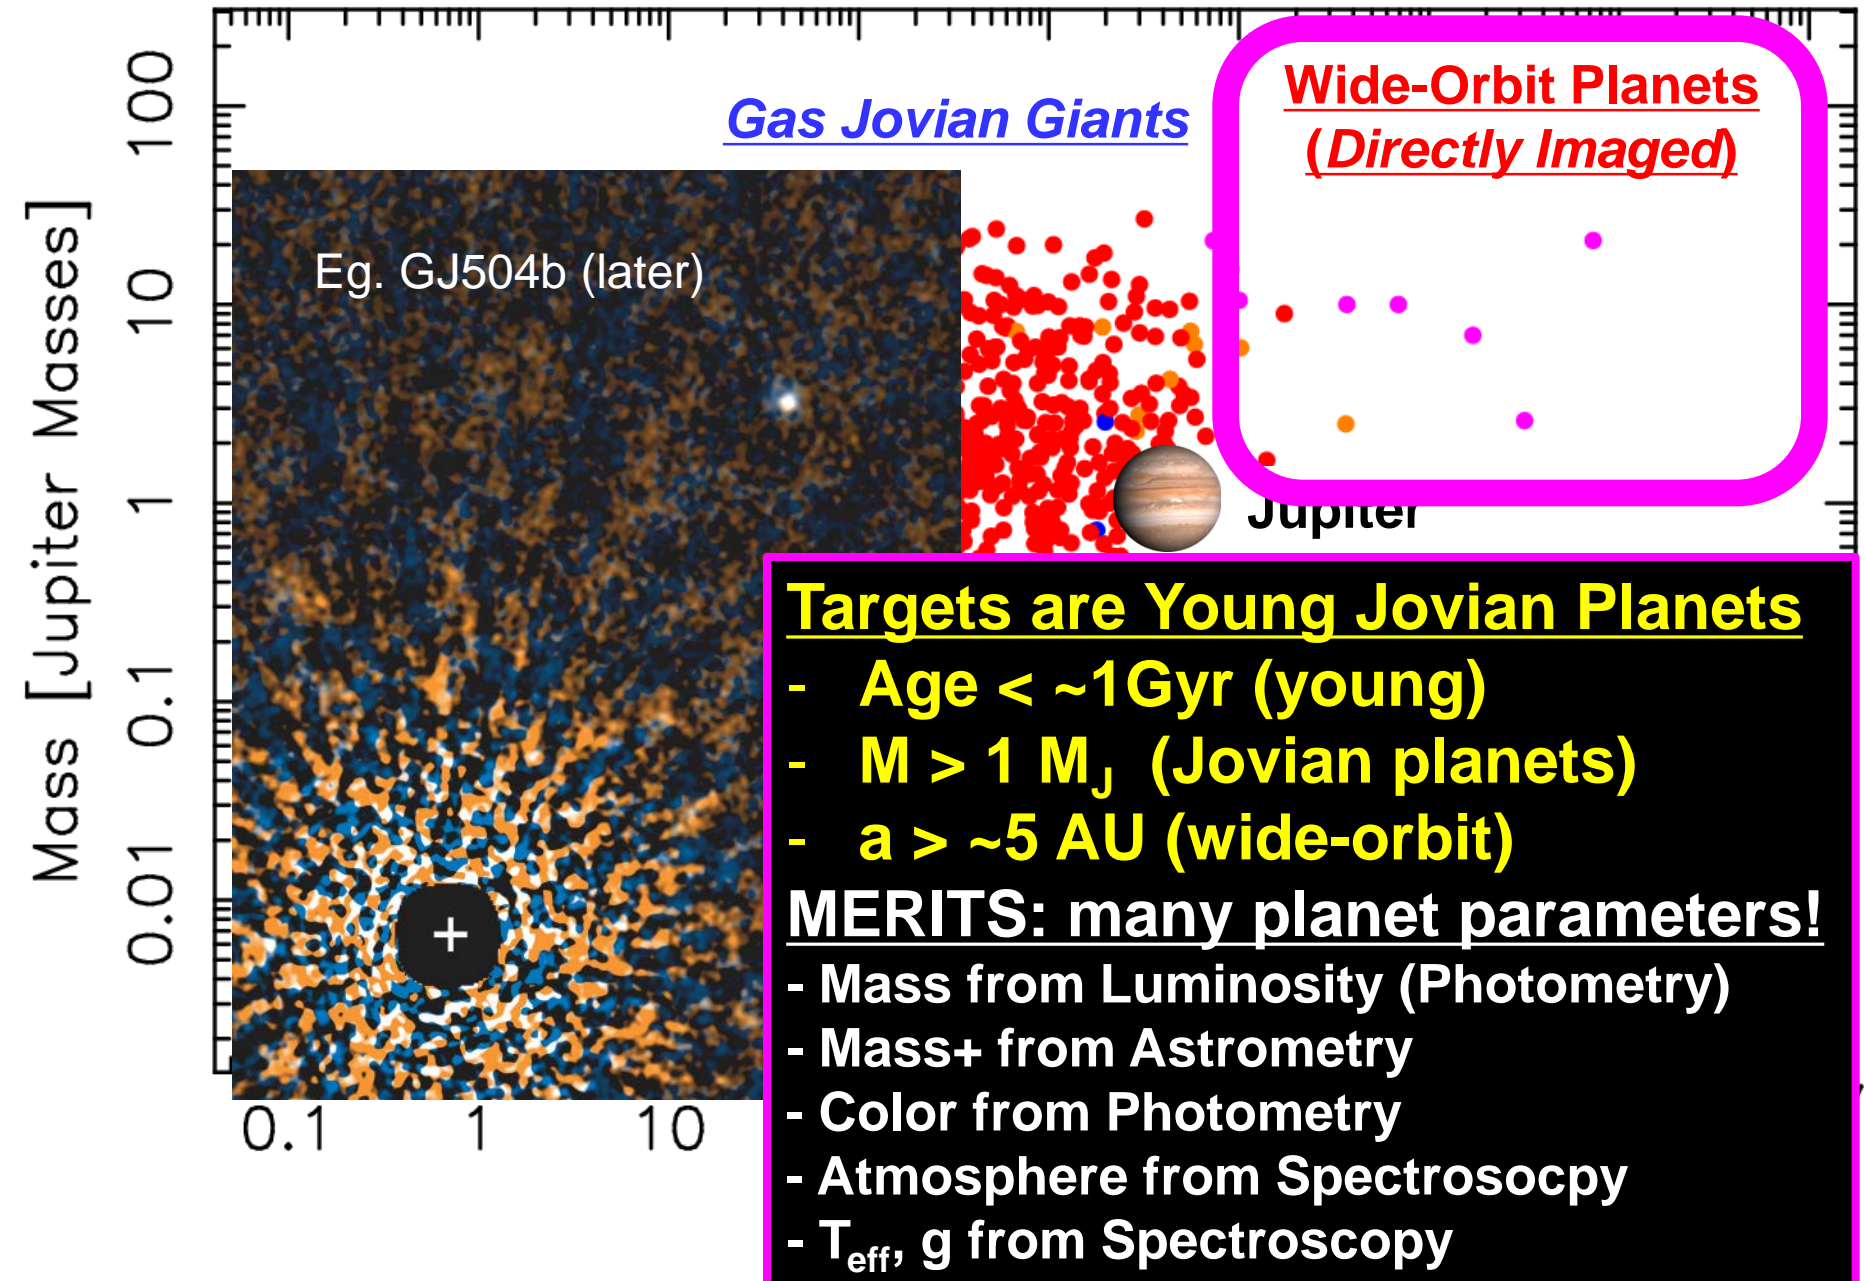 Mass [Jupiter Masses]
100
10
1
0.1
0.01
0.1
1
10
Gas Jovian Giants
Wide-Orbit Planets
(Directly Imaged)
Eg. GJ504b (later)
Jupiter
Targets are Young Jovian Planets
- Age < ~1Gyr (young)
- M > 1 MJ (Jovian planets)
- a > ~5 AU (wide-orbit)
MERITS: many planet parameters!
- Mass from Luminosity (Photometry)
- Mass+ from Astrometry
- Color from Photometry
- Atmosphere from Spectrosocpy
- Teff, g from Spectroscopy